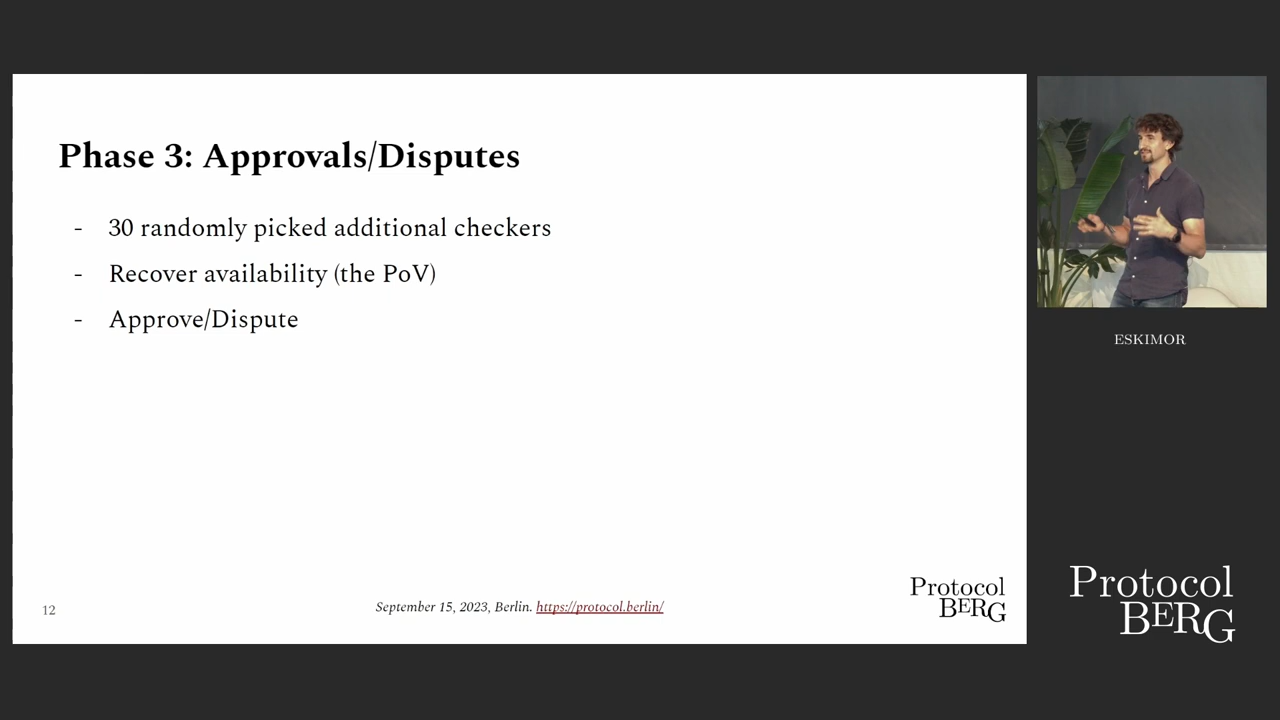 Phase 3: Approvals/Disputes
- 30 randomly picked additional checkers
- Recover availability (the PoV)
- Approve/Dispute
12
September 15, 2023, Berlin. https://protocol.berlin/
Protocol
BERG
ESKIMOR
Protocol
BERG